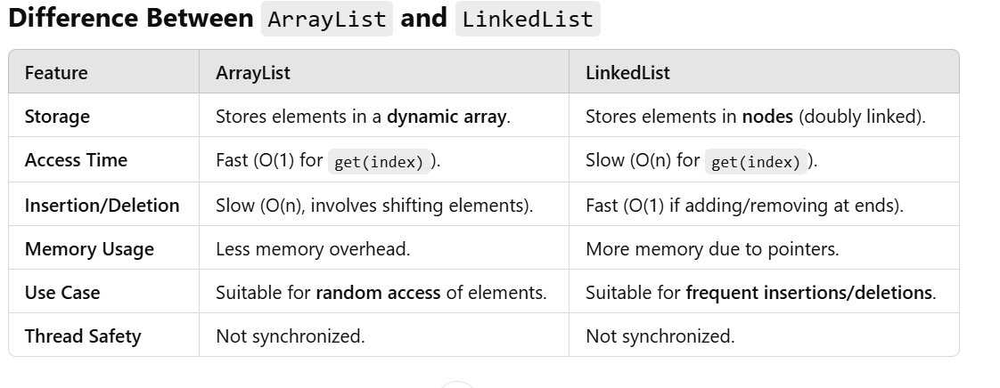 Difference Between ArrayList and LinkedList
Feature ArrayList LinkedList
Storage Stores elements in a dynamic array. Stores elements in nodes (doubly linked).
Access Time Fast (O(1) for get(index) ). Slow (O(n) for get(index) ).
Insertion/Deletion Slow (O(n), involves shifting elements). Fast (O(1) if adding/removing at ends).
Memory Usage Less memory overhead. More memory due to pointers.
Use Case Suitable for random access of elements. Suitable for frequent insertions/deletions.
Thread Safety Not synchronized. Not synchronized.